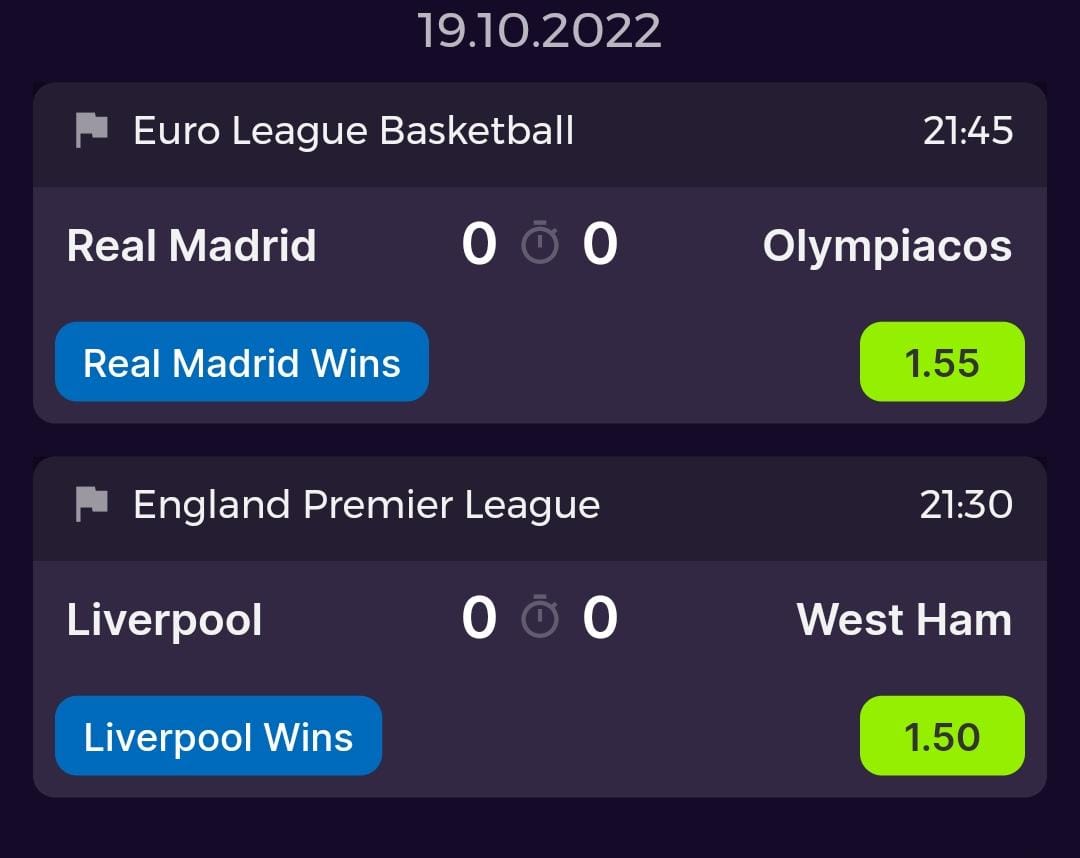 19.10.2022
Euro League Basketball 21:45
Real Madrid 0 0 Olympiacos
Real Madrid Wins 1.55
England Premier League 21:30
Liverpool 0 0 West Ham
Liverpool Wins 1.50